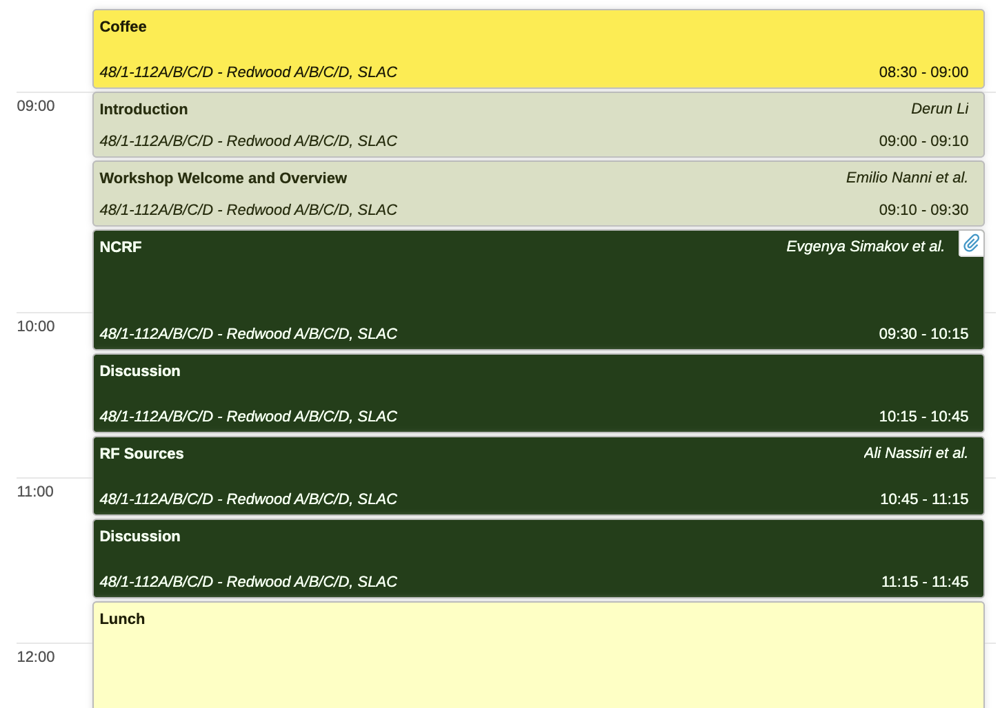 Coffee
48/1-112A/B/C/D - Redwood A/B/C/D, SLAC 08:30 - 09:00
09:00
Introduction Derun Li
48/1-112A/B/C/D - Redwood A/B/C/D, SLAC 09:00 - 09:10
Workshop Welcome and Overview Emilio Nanni et al.
48/1-112A/B/C/D - Redwood A/B/C/D, SLAC 09:10 - 09:30
NCRF Evgenya Simakov et al.
10:00
48/1-112A/B/C/D - Redwood A/B/C/D, SLAC 09:30 - 10:15
Discussion
48/1-112A/B/C/D - Redwood A/B/C/D, SLAC 10:15 - 10:45
RF Sources Ali Nassiri et al.
11:00
48/1-112A/B/C/D - Redwood A/B/C/D, SLAC 10:45 - 11:15
Discussion
48/1-112A/B/C/D - Redwood A/B/C/D, SLAC 11:15 - 11:45
Lunch
12:00